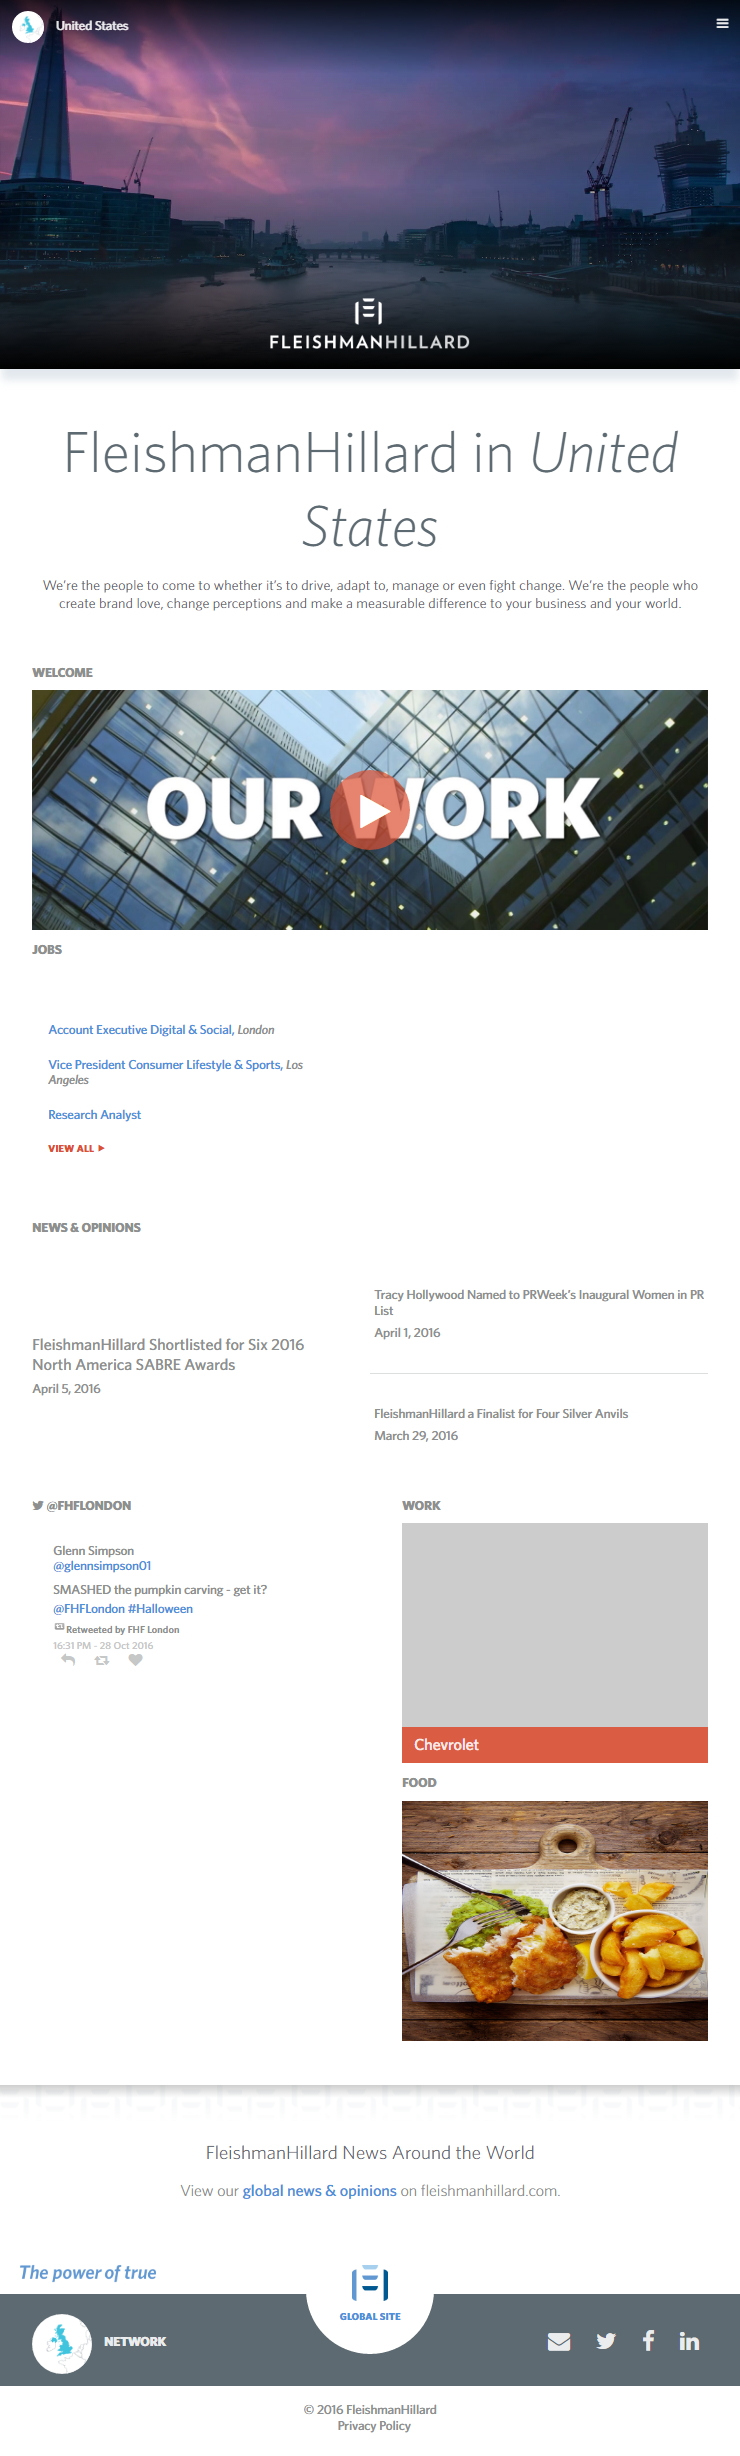 United States
FLEISHMANHILLARD
FleishmanHillard in United
States
We're the people to come to whether it's to drive, adapt to, manage or even fight change. We're the people who
create brand love, change perceptions and make a measurable difference to your business and your world.
WELCOME
OUR WORK
JOBS
Account Executive Digital & Social, London
Vice President Consumer Lifestyle & Sports, Los
Angeles
Research Analyst
VIEW ALL
NEWS & OPINIONS
FleishmanHillard Shortlisted for Six 2016
North America SABRE Awards
April 5, 2016
Tracy Hollywood Named to PRWeek's Inaugural Women in PR
List
April 1, 2016
FleishmanHillard a Finalist for Four Silver Anvils
March 29, 2016
@FHFLONDON
Glenn Simpson
@glennsimpson01
SMASHED the pumpkin carving - get it?
@FHFLondon #Halloween
Retweeted by FHF London
16:31 PM - 28 Oct 2016
WORK
Chevrolet
FOOD
FleishmanHillard News Around the World
View our global news & opinions on fleishmanhillard.com.
The power of true
GLOBAL SITE
NETWORK
© 2016 FleishmanHillard
Privacy Policy